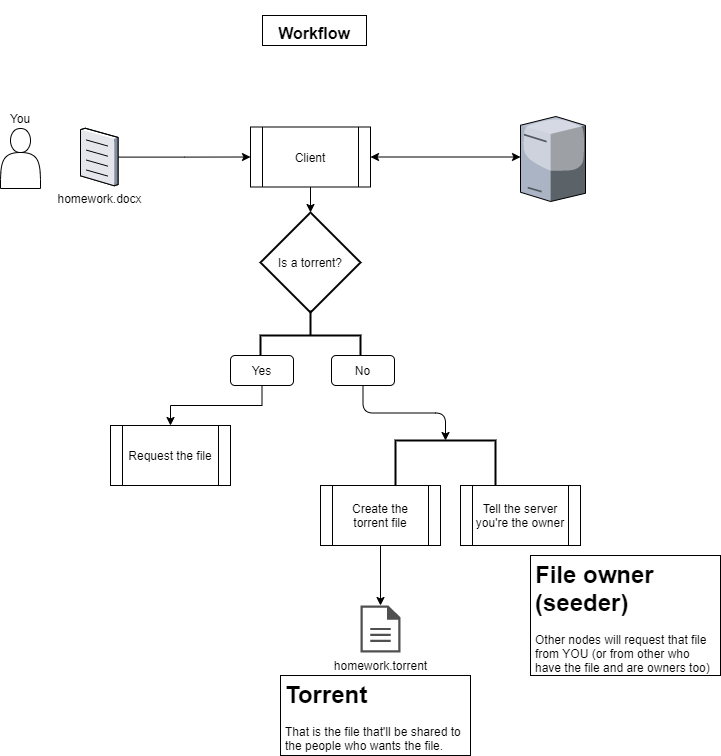 Workflow
You
homework.docx
Client
Is a torrent?
Yes
No
Request the file
Create the
torrent file
Tell the server
you're the owner
File owner
(seeder)
Other nodes will request that file
from YOU (or from other who
have the file and are owners too)
homework.torrent
Torrent
That is the file that'll be shared to
the people who wants the file.